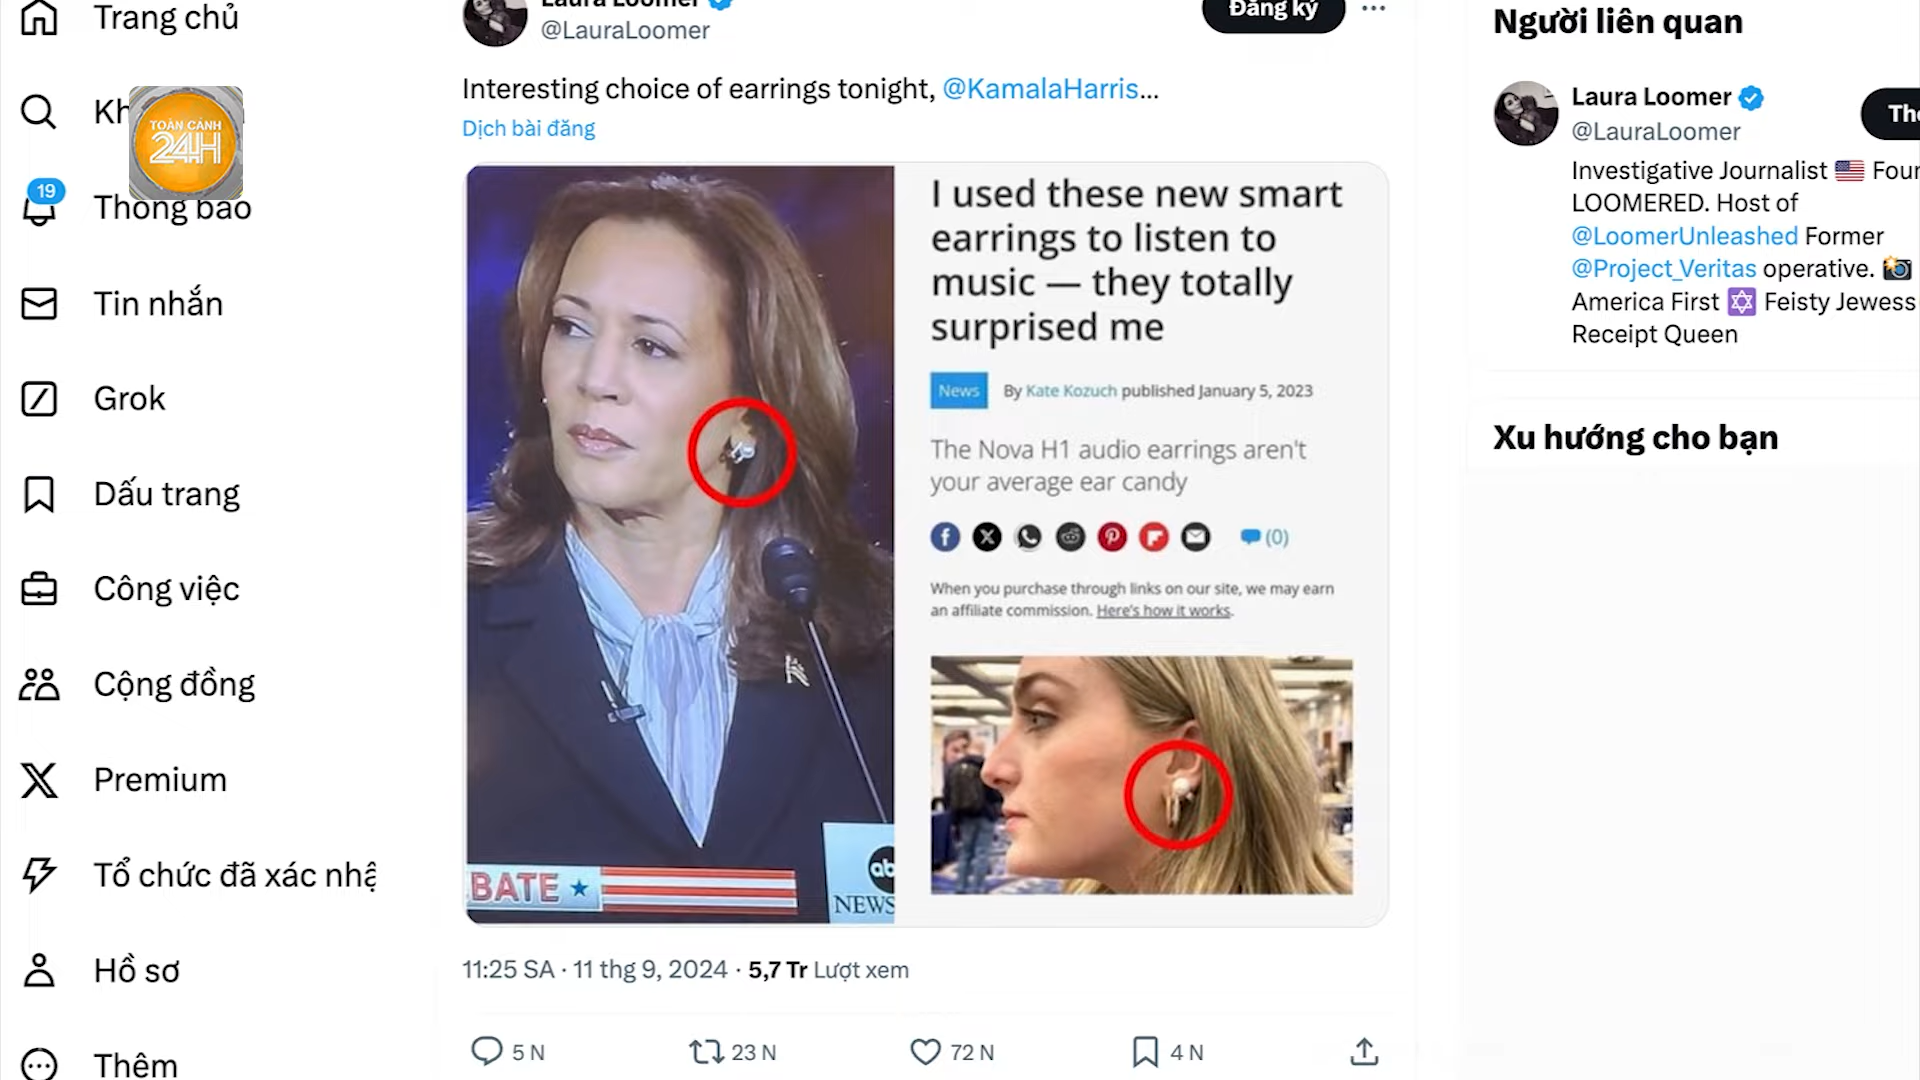 Trang chủ
Kh
TOÀN CẢNH
24H
19
Thông báo
Tin nhắn
Grok
Dấu trang
Công việc
Cộng đồng
Premium
Tổ chức đã xác nhậ
Hồ sơ
Thêm
Laura Loomer
@LauraLoomer
Đăng ký
Interesting choice of earrings tonight, @KamalaHarris...
Dịch bài đăng
BATE
abc
NEWS
I used these new smart
earrings to listen to
music — they totally
surprised me
News By Kate Kozuch published January 5, 2023
The Nova H1 audio earrings aren't
your average ear candy
(0)
When you purchase through links on our site, we may earn
an affiliate commission. Here's how it works.
11:25 SA · 11 thg 9, 2024 · 5,7 Tr Lượt xem
5 N 23 N 72 N 4 N
Người liên quan
Laura Loomer
@LauraLoomer
The
Investigative Journalist 🇺🇸 Foun
LOOMERED. Host of
@LoomerUnleashed Former
@Project_Veritas operative. 📸
America First ✡️ Feisty Jewess
Receipt Queen
Xu hướng cho bạn